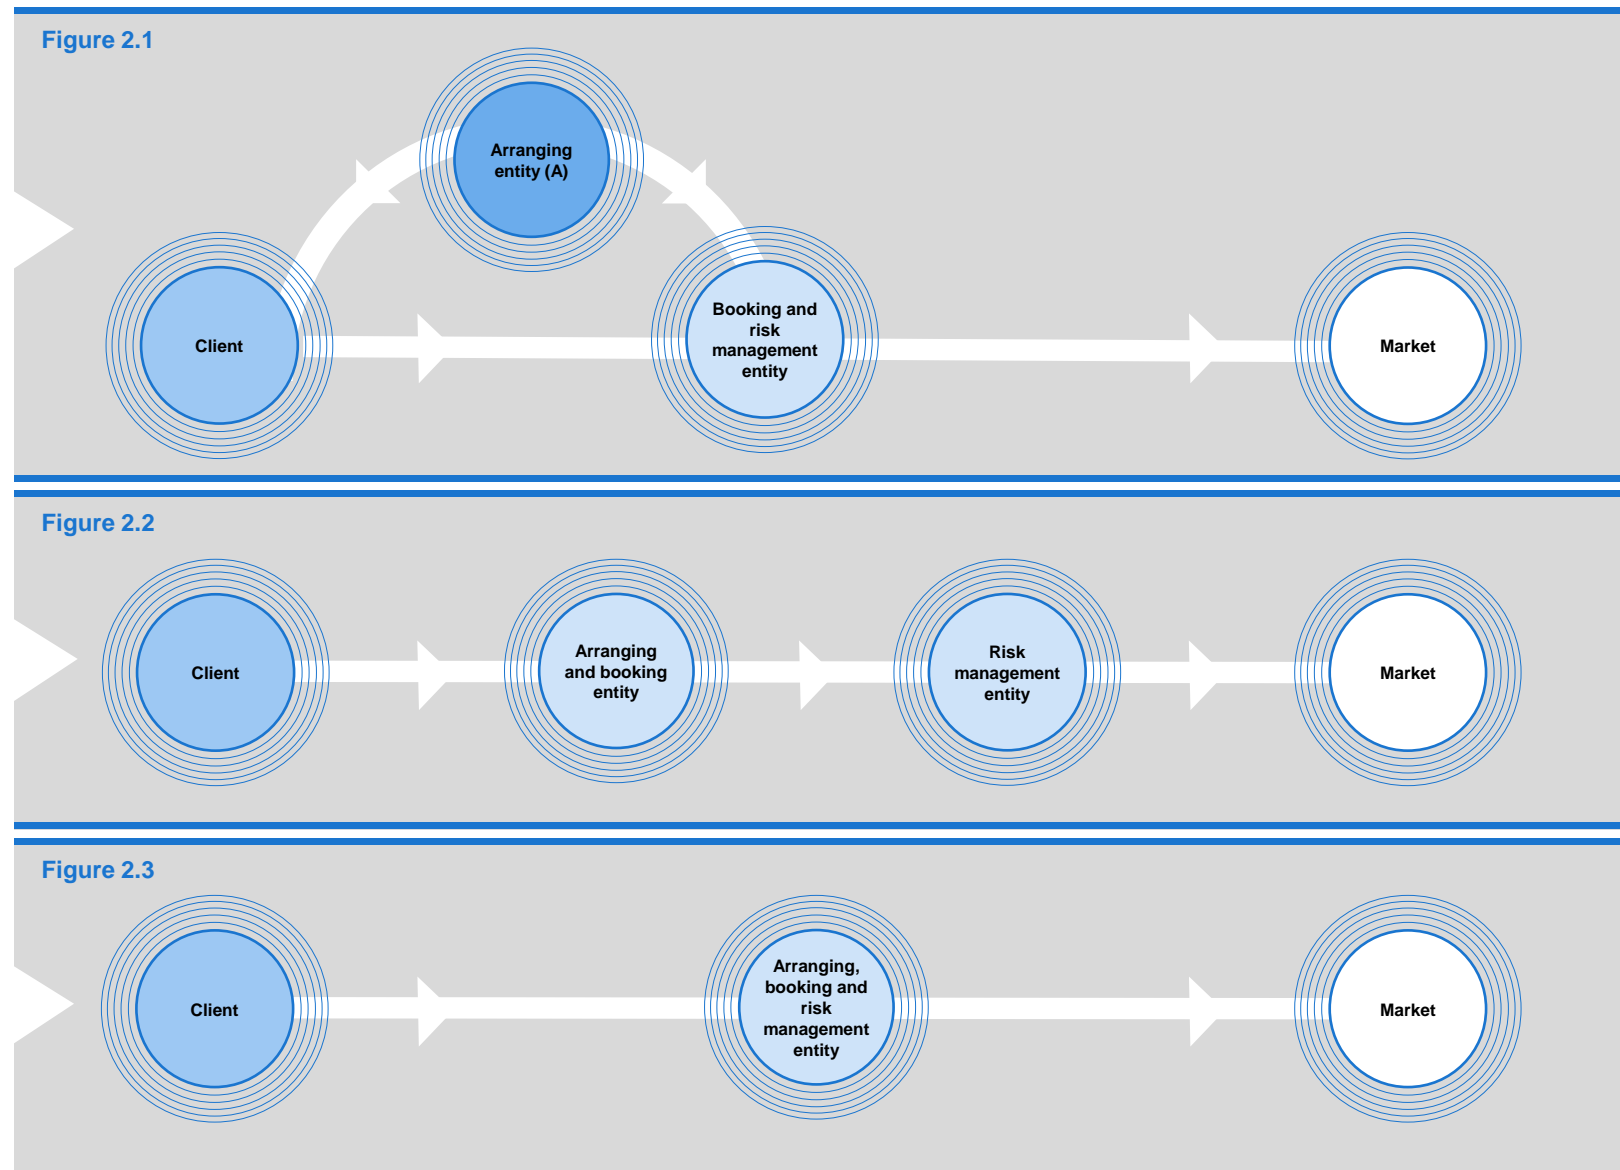 Figure 2.1
Arranging
entity (A)
Client
Booking and
risk
management
entity
Market
Figure 2.2
Client
Arranging
and booking
entity
Risk
management
entity
Market
Figure 2.3
Client
Arranging,
booking and
risk
management
entity
Market